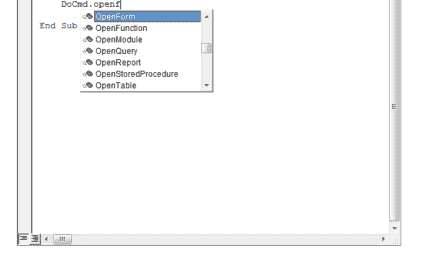 DoCmd.openf
OpenForm
End Sub
OpenFunction
OpenModule
OpenQuery
OpenReport
OpenStoredProcedure
OpenTable